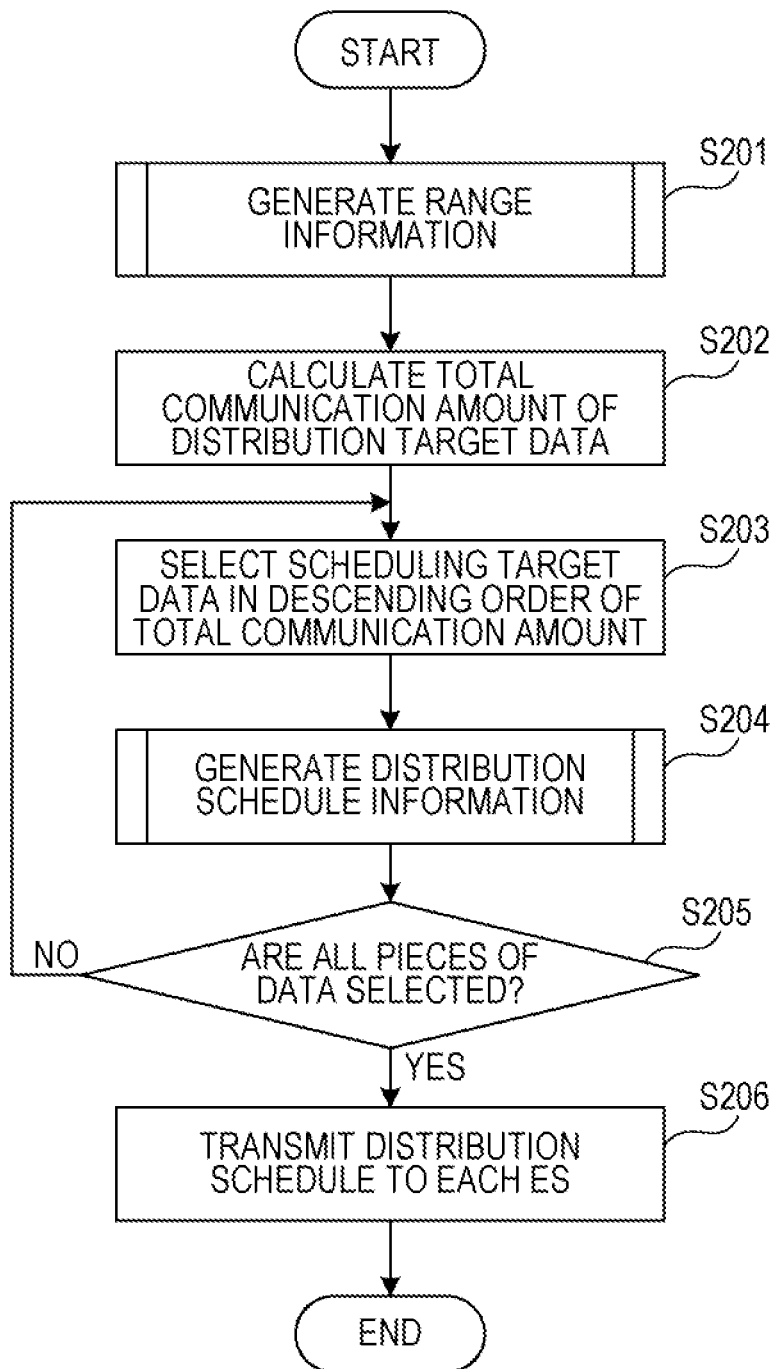 START
S201
GENERATE RANGE
INFORMATION
S202
CALCULATE TOTAL
COMMUNICATION AMOUNT OF
DISTRIBUTION TARGET DATA
S203
SELECT SCHEDULING TARGET
DATA IN DESCENDING ORDER OF
TOTAL COMMUNICATION AMOUNT
S204
GENERATE DISTRIBUTION
SCHEDULE INFORMATION
S205
NO
ARE ALL PIECES OF
DATA SELECTED?
YES
S206
TRANSMIT DISTRIBUTION
SCHEDULE TO EACH ES
END